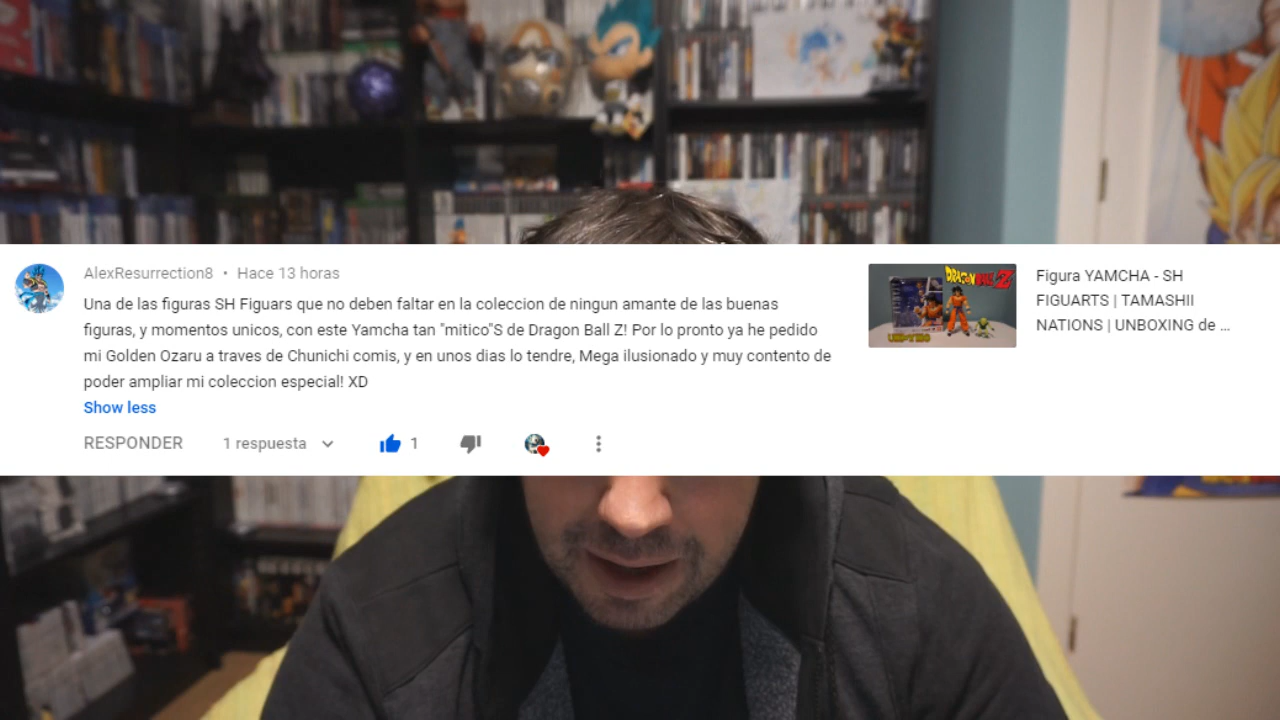 AlexResurrection8 • Hace 13 horas
Una de las figuras SH Figuars que no deben faltar en la coleccion de ningun amante de las buenas
figuras, y momentos unicos, con este Yamcha tan "mitico"S de Dragon Ball Z! Por lo pronto ya he pedido
mi Golden Ozaru a traves de Chunichi comis, y en unos dias lo tendre, Mega ilusionado y muy contento de
poder ampliar mi coleccion especial! XD
Show less
RESPONDER 1 respuesta 1
DRAGON BALL Z
UNBOXING
Figura YAMCHA - SH
FIGUARTS | TAMASHII
NATIONS | UNBOXING de ...